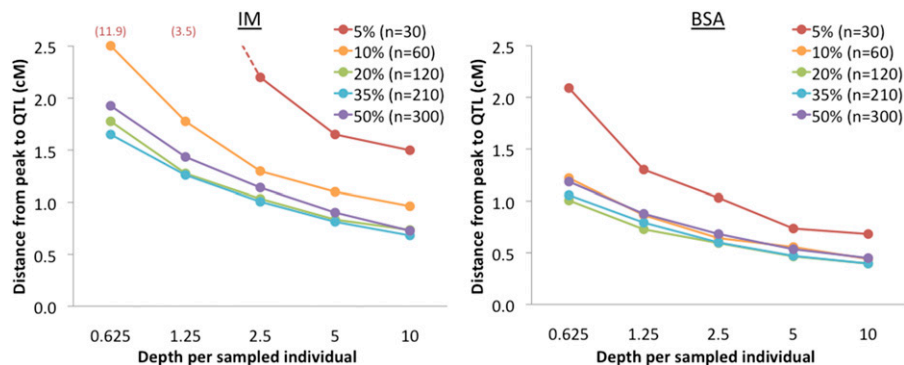 IM
(11.9)
(3.5)
5% (n=30)
10% (n=60)
20% (n=120)
35% (n=210)
50% (n=300)
Distance from peak to QTL (cM)
2.5
2.0
1.5
1.0
0.5
0.0
0.625 1.25 2.5 5 10
Depth per sampled individual
BSA
5% (n=30)
10% (n=60)
20% (n=120)
35% (n=210)
50% (n=300)
Distance from peak to QTL (cM)
2.5
2.0
1.5
1.0
0.5
0.0
0.625 1.25 2.5 5 10
Depth per sampled individual